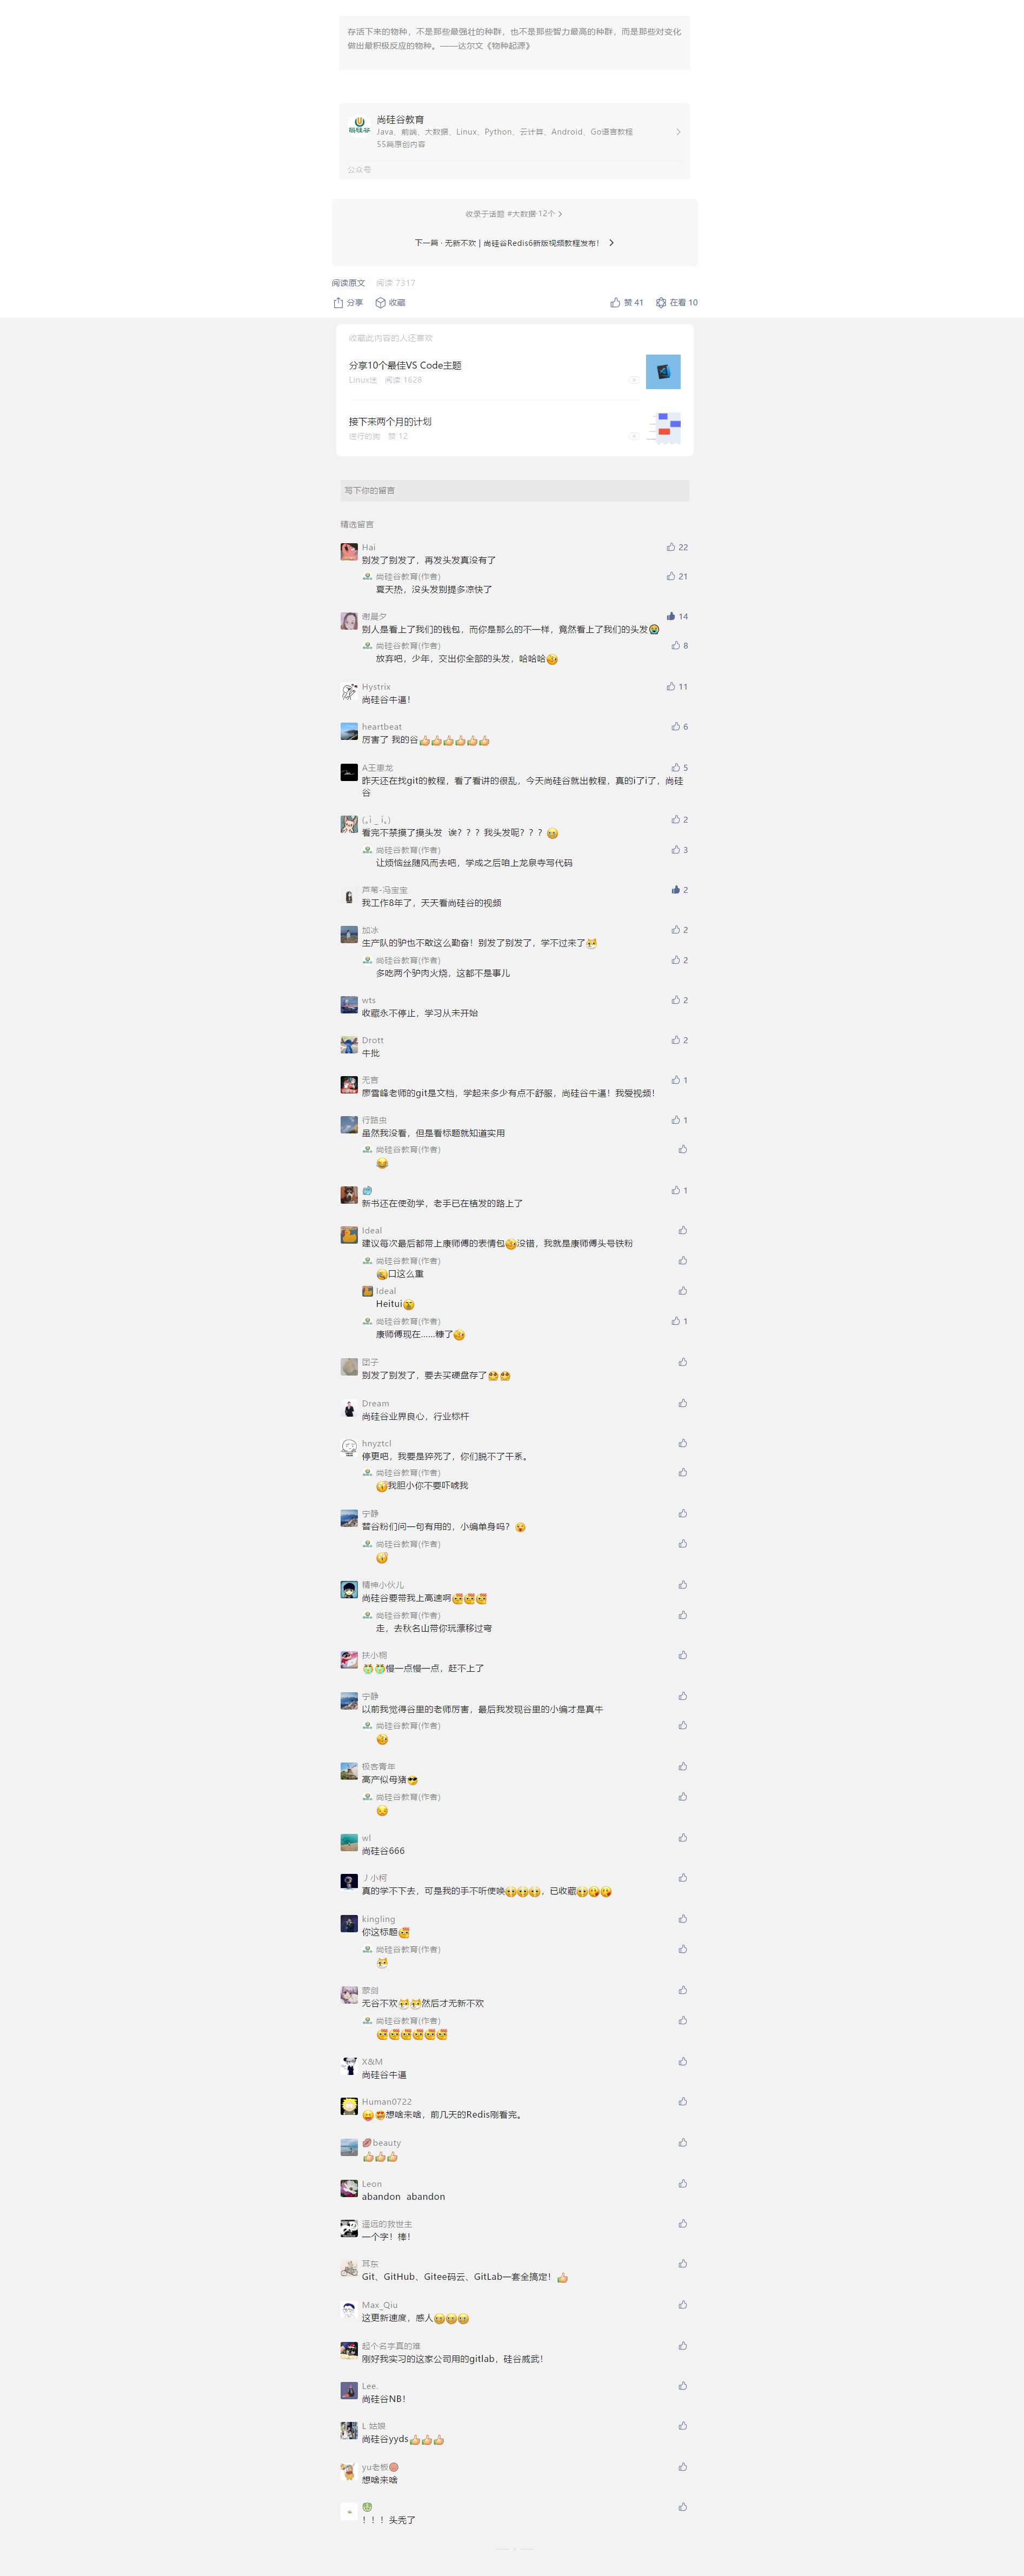 存活下来的物种，不是那些最强壮的种群，也不是那些智力最高的种群，而是那些对变化
做出最积极反应的物种。——达尔文《物种起源》
尚硅谷教育
Java、前端、大数据、Linux、Python、云计算、Android、Go语言教程
55篇原创内容
公众号
收录于话题 #大数据·12个
下一篇 · 无新不欢 | 尚硅谷Redis6新版视频教程发布！
阅读原文 阅读 7317
分享 收藏 赞 41 在看 10
收藏此内容的人还喜欢
分享10个最佳VS Code主题
Linux迷 阅读 1628
接下来两个月的计划
逆行的狗 赞 12
写下你的留言
精选留言
Hai 22
别发了别发了，再发头发真没有了
尚硅谷教育(作者) 21
夏天热，没头发别提多凉快了
谢晨夕 14
别人是看上了我们的钱包，而你是那么的不一样，竟然看上了我们的头发😭
尚硅谷教育(作者) 8
放弃吧，少年，交出你全部的头发，哈哈哈
Hystrix 11
尚硅谷牛逼！
heartbeat 6
厉害了 我的谷👍👍👍👍👍👍
A王重龙 5
昨天还在找git的教程，看了看讲的很乱，今天尚硅谷就出教程，真的i了i了，尚硅
谷
2
看完不禁摸了摸头发 诶？？？我头发呢？？？
尚硅谷教育(作者) 3
让烦恼丝随风而去吧，学成之后咱上龙泉寺写代码
芦苇-冯宝宝 2
我工作8年了，天天看尚硅谷的视频
加冰 2
生产队的驴也不敢这么勤奋！别发了别发了，学不过来了
尚硅谷教育(作者) 2
多吃两个驴肉火烧，这都不是事儿
wts 2
收藏永不停止，学习从未开始
Drott 2
牛批
无言 1
廖雪峰老师的git是文档，学起来多少有点不舒服，尚硅谷牛逼！我爱视频！
行路虫 1
虽然我没看，但是看标题就知道实用
尚硅谷教育(作者)
😂
1
新书还在使劲学，老手已在植发的路上了
Ideal
建议每次最后都带上康师傅的表情包没错，我就是康师傅头号铁粉
尚硅谷教育(作者)
口这么重
Ideal
Heitui
尚硅谷教育(作者) 1
康师傅现在……糠了
团子
别发了别发了，要去买硬盘存了
Dream
尚硅谷业界良心，行业标杆
hnyztcl
停更吧，我要是猝死了，你们脱不了干系。
尚硅谷教育(作者)
我胆小你不要吓唬我
宁静
替谷粉们问一句有用的，小编单身吗？
尚硅谷教育(作者)
精神小伙儿
尚硅谷要带我上高速啊
尚硅谷教育(作者)
走，去秋名山带你玩漂移过弯
扶小桐
慢一点慢一点，赶不上了
宁静
以前我觉得谷里的老师厉害，最后我发现谷里的小编才是真牛
尚硅谷教育(作者)
极客青年
高产似母猪😎
尚硅谷教育(作者)
wl
尚硅谷666
丿小柯
真的学不下去，可是我的手不听使唤，已收藏
kingling
你这标题
尚硅谷教育(作者)
蒙剑
无谷不欢然后才无新不欢
尚硅谷教育(作者)
X&M
尚硅谷牛逼
Human0722
想啥来啥，前几天的Redis刚看完。
beauty
👍👍👍
Leon
abandon abandon
遥远的救世主
一个字！棒！
耳东
Git、GitHub、Gitee码云、GitLab一套全搞定！👍
Max_Qiu
这更新速度，感人
起个名字真的难
刚好我实习的这家公司用的gitlab，硅谷威武！
Lee.
尚硅谷NB！
L 姑娘
尚硅谷yyds👍👍👍
yu老板
想啥来啥
！！！头秃了